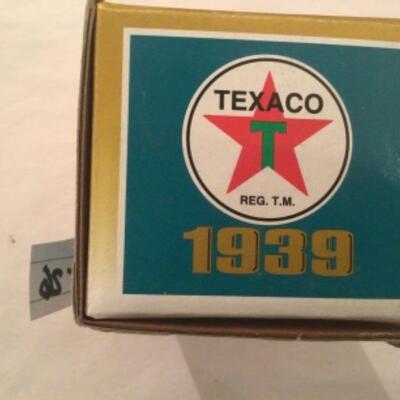 TEXACO
T
REG. T.M.
1939